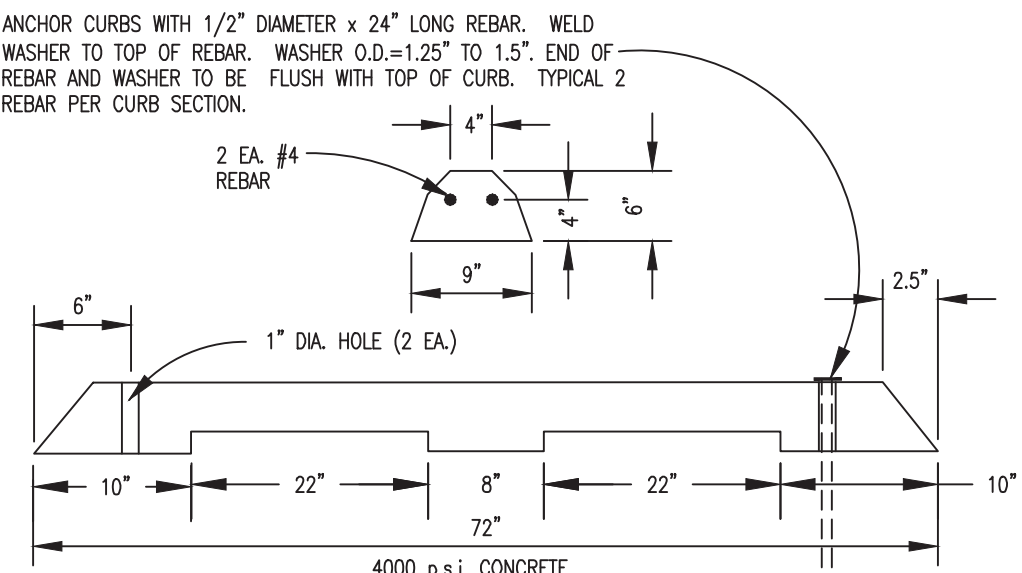 ANCHOR CURBS WITH 1/2" DIAMETER x 24" LONG REBAR. WELD
WASHER TO TOP OF REBAR. WASHER O.D.=1.25" TO 1.5". END OF
REBAR AND WASHER TO BE FLUSH WITH TOP OF CURB. TYPICAL 2
REBAR PER CURB SECTION.
4"
2 EA. #4
REBAR
4"
6"
9"
2.5"
6"
1" DIA. HOLE (2 EA.)
10"
22"
8"
22"
10"
72"
4000 p.s.i. CONCRETE